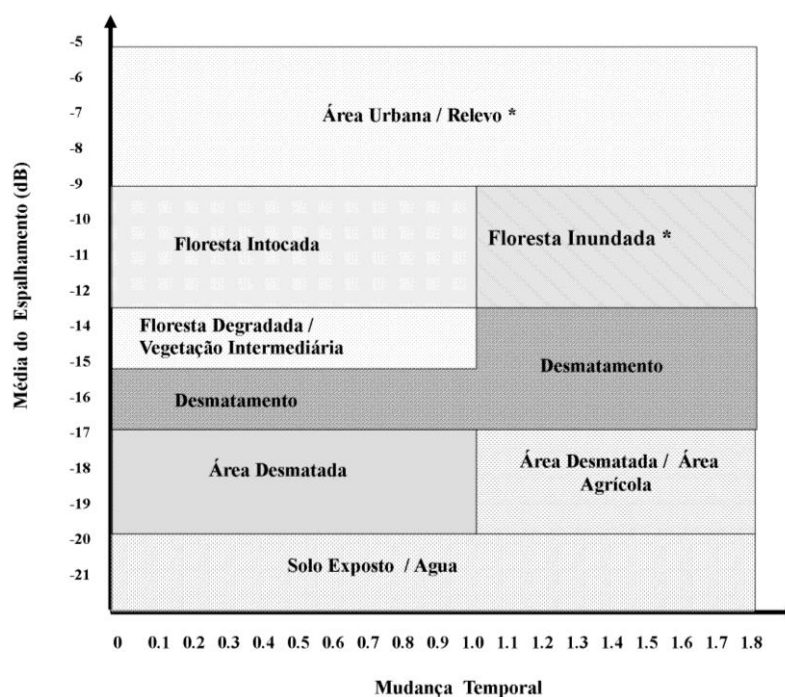 -5
-6
-7
-8
-9
-10
-11
-12
-14
-15
-16
-17
-18
-19
-20
-21
Média do Espalhamento (dB)
Área Urbana / Relevo *
Floresta Intocada
Floresta Inundada *
Floresta Degradada /
Vegetação Intermediária
Desmatamento
Desmatamento
Área Desmatada
Área Desmatada / Área
Agrícola
Solo Exposto / Agua
0 0.1 0.2 0.3 0.4 0.5 0.6 0.7 0.8 0.9 1.0 1.1 1.2 1.3 1.4 1.5 1.6 1.7 1.8
Mudança Temporal